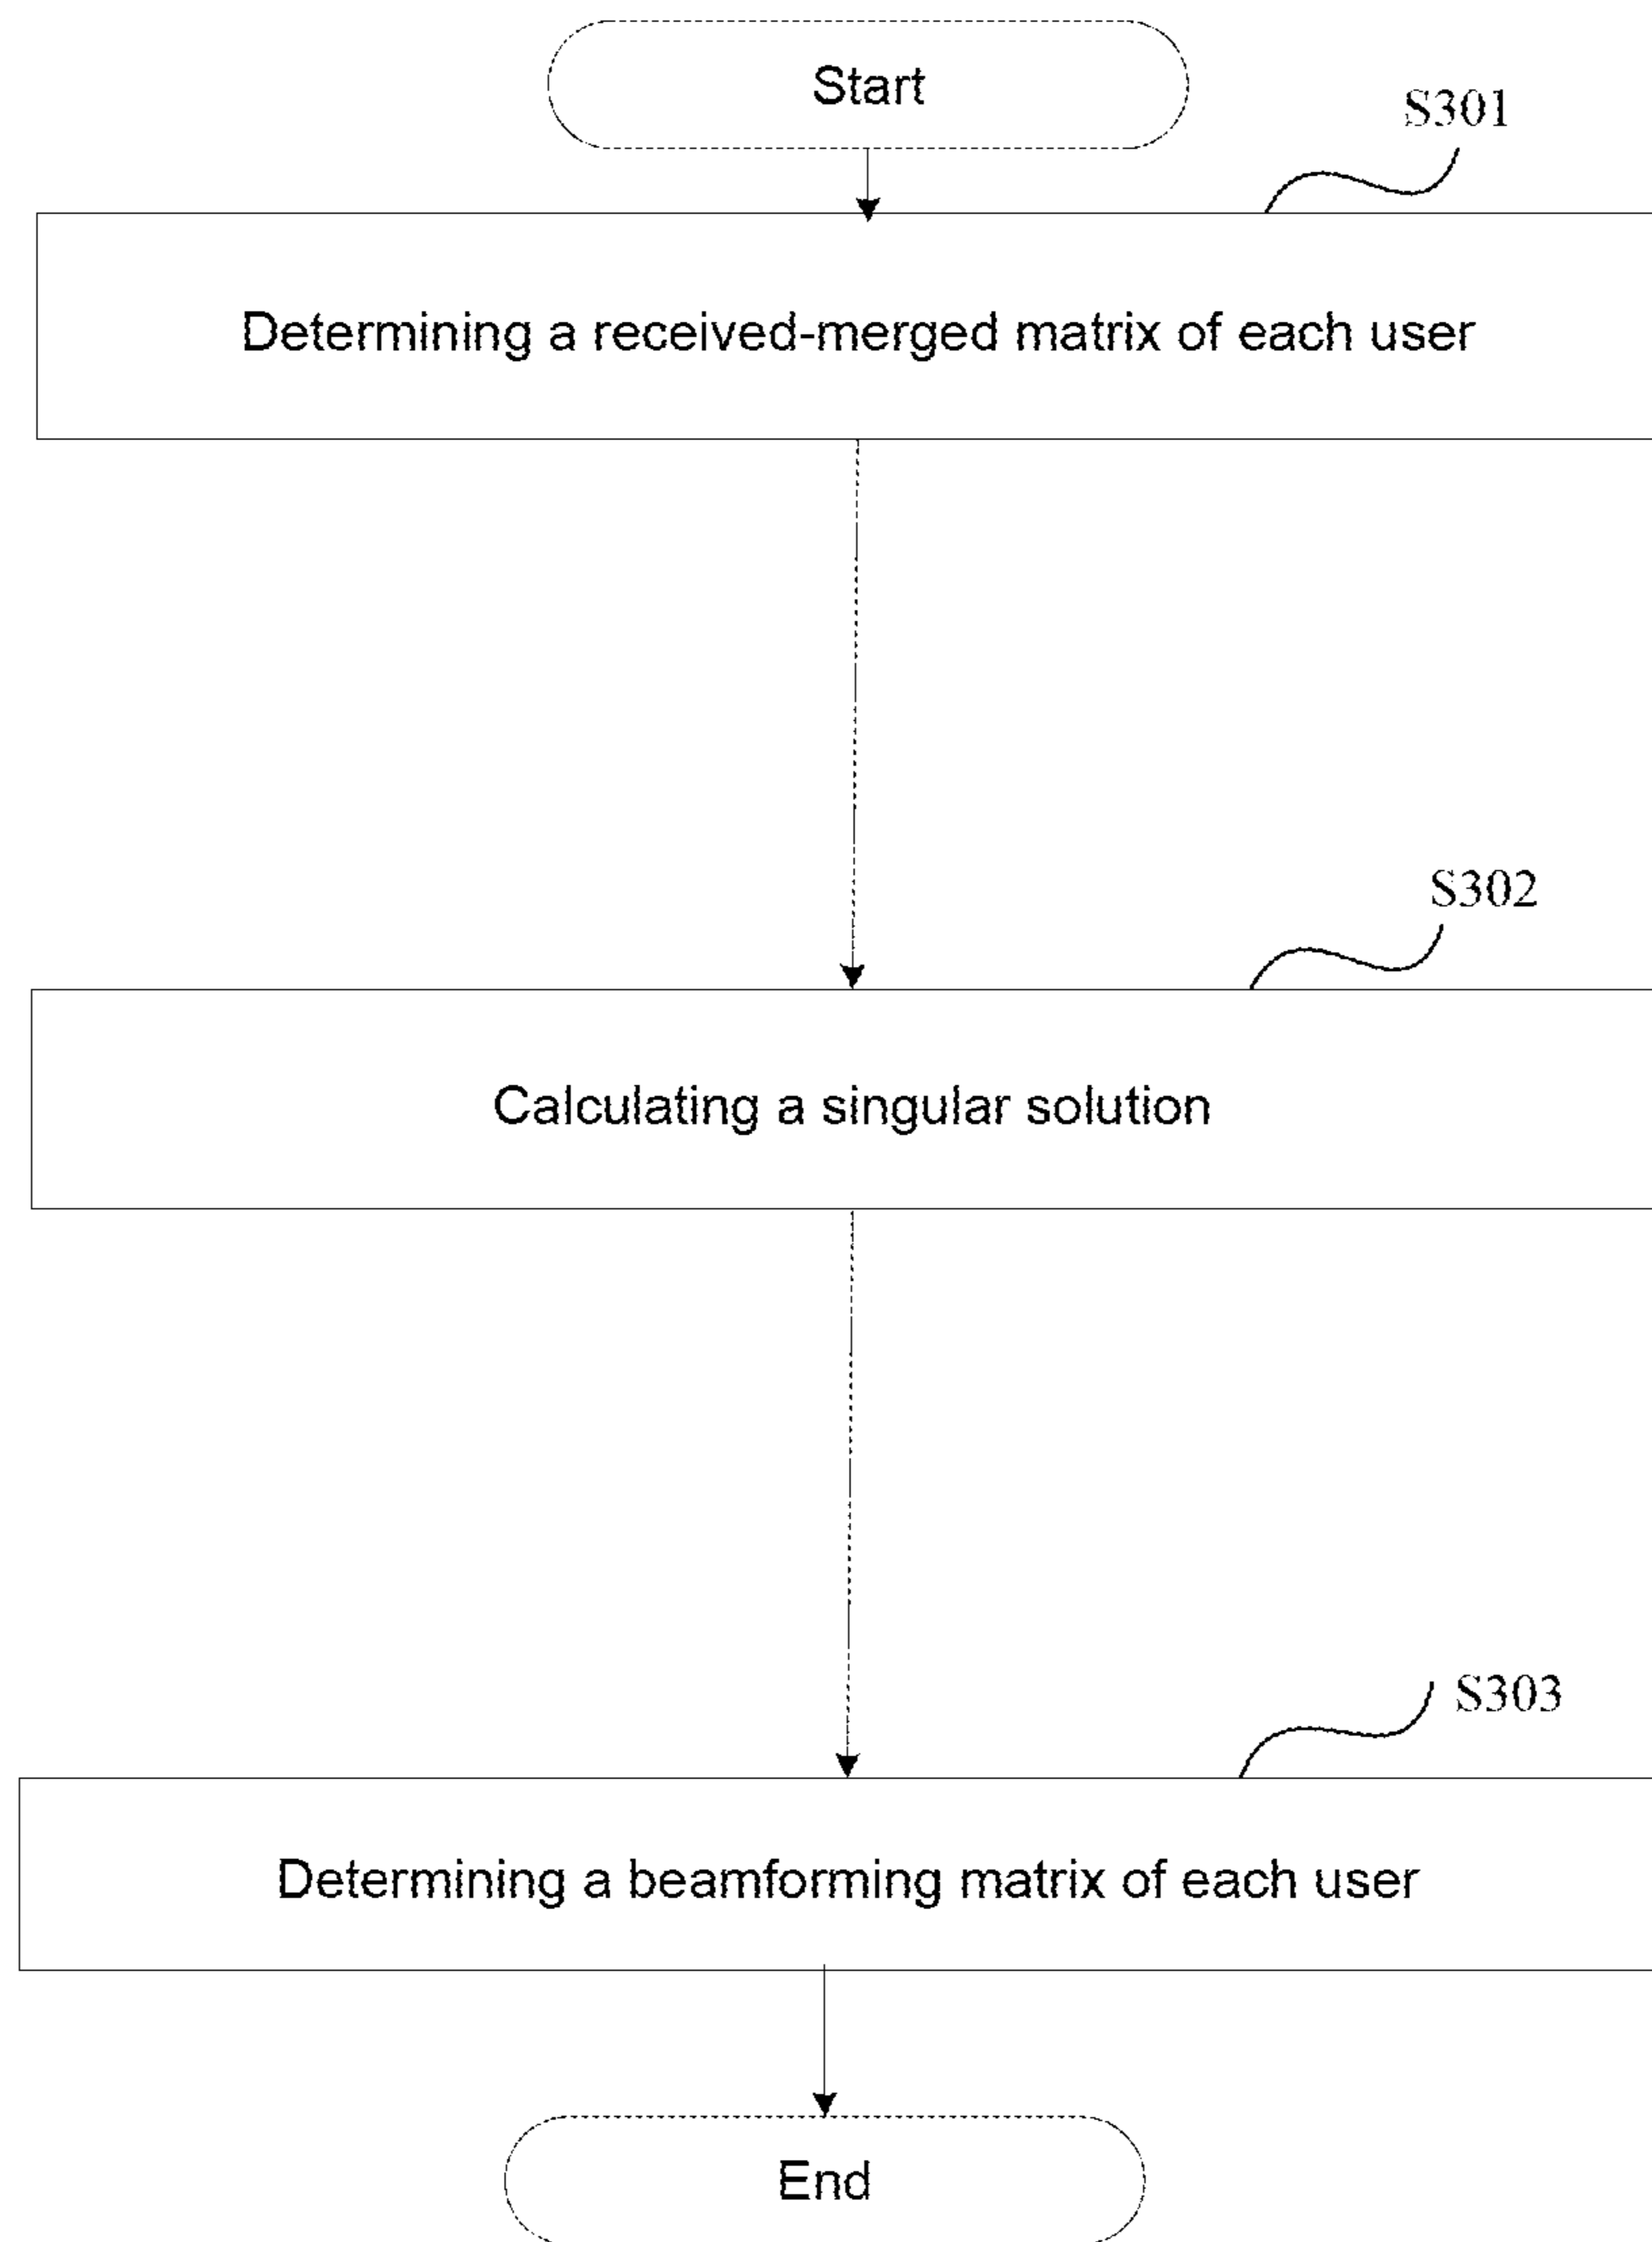 Start
S301
Determining a received-merged matrix of each user
S302
Calculating a singular solution
S303
Determining a beamforming matrix of each user
End